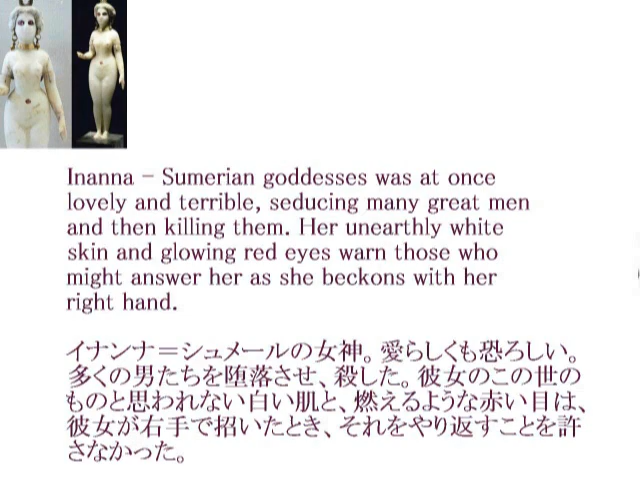 Inanna - Sumerian goddesses was at once
lovely and terrible, seducing many great men
and then killing them. Her unearthly white
skin and glowing red eyes warn those who
might answer her as she beckons with her
right hand.
イナンナ＝シュメールの女神。愛らしくも恐ろしい。
多くの男たちを堕落させ、殺した。彼女のこの世の
ものと思われない白い肌と、燃えるような赤い目は、
彼女が右手で招いたとき、それをやり返すことを許
さなかった。